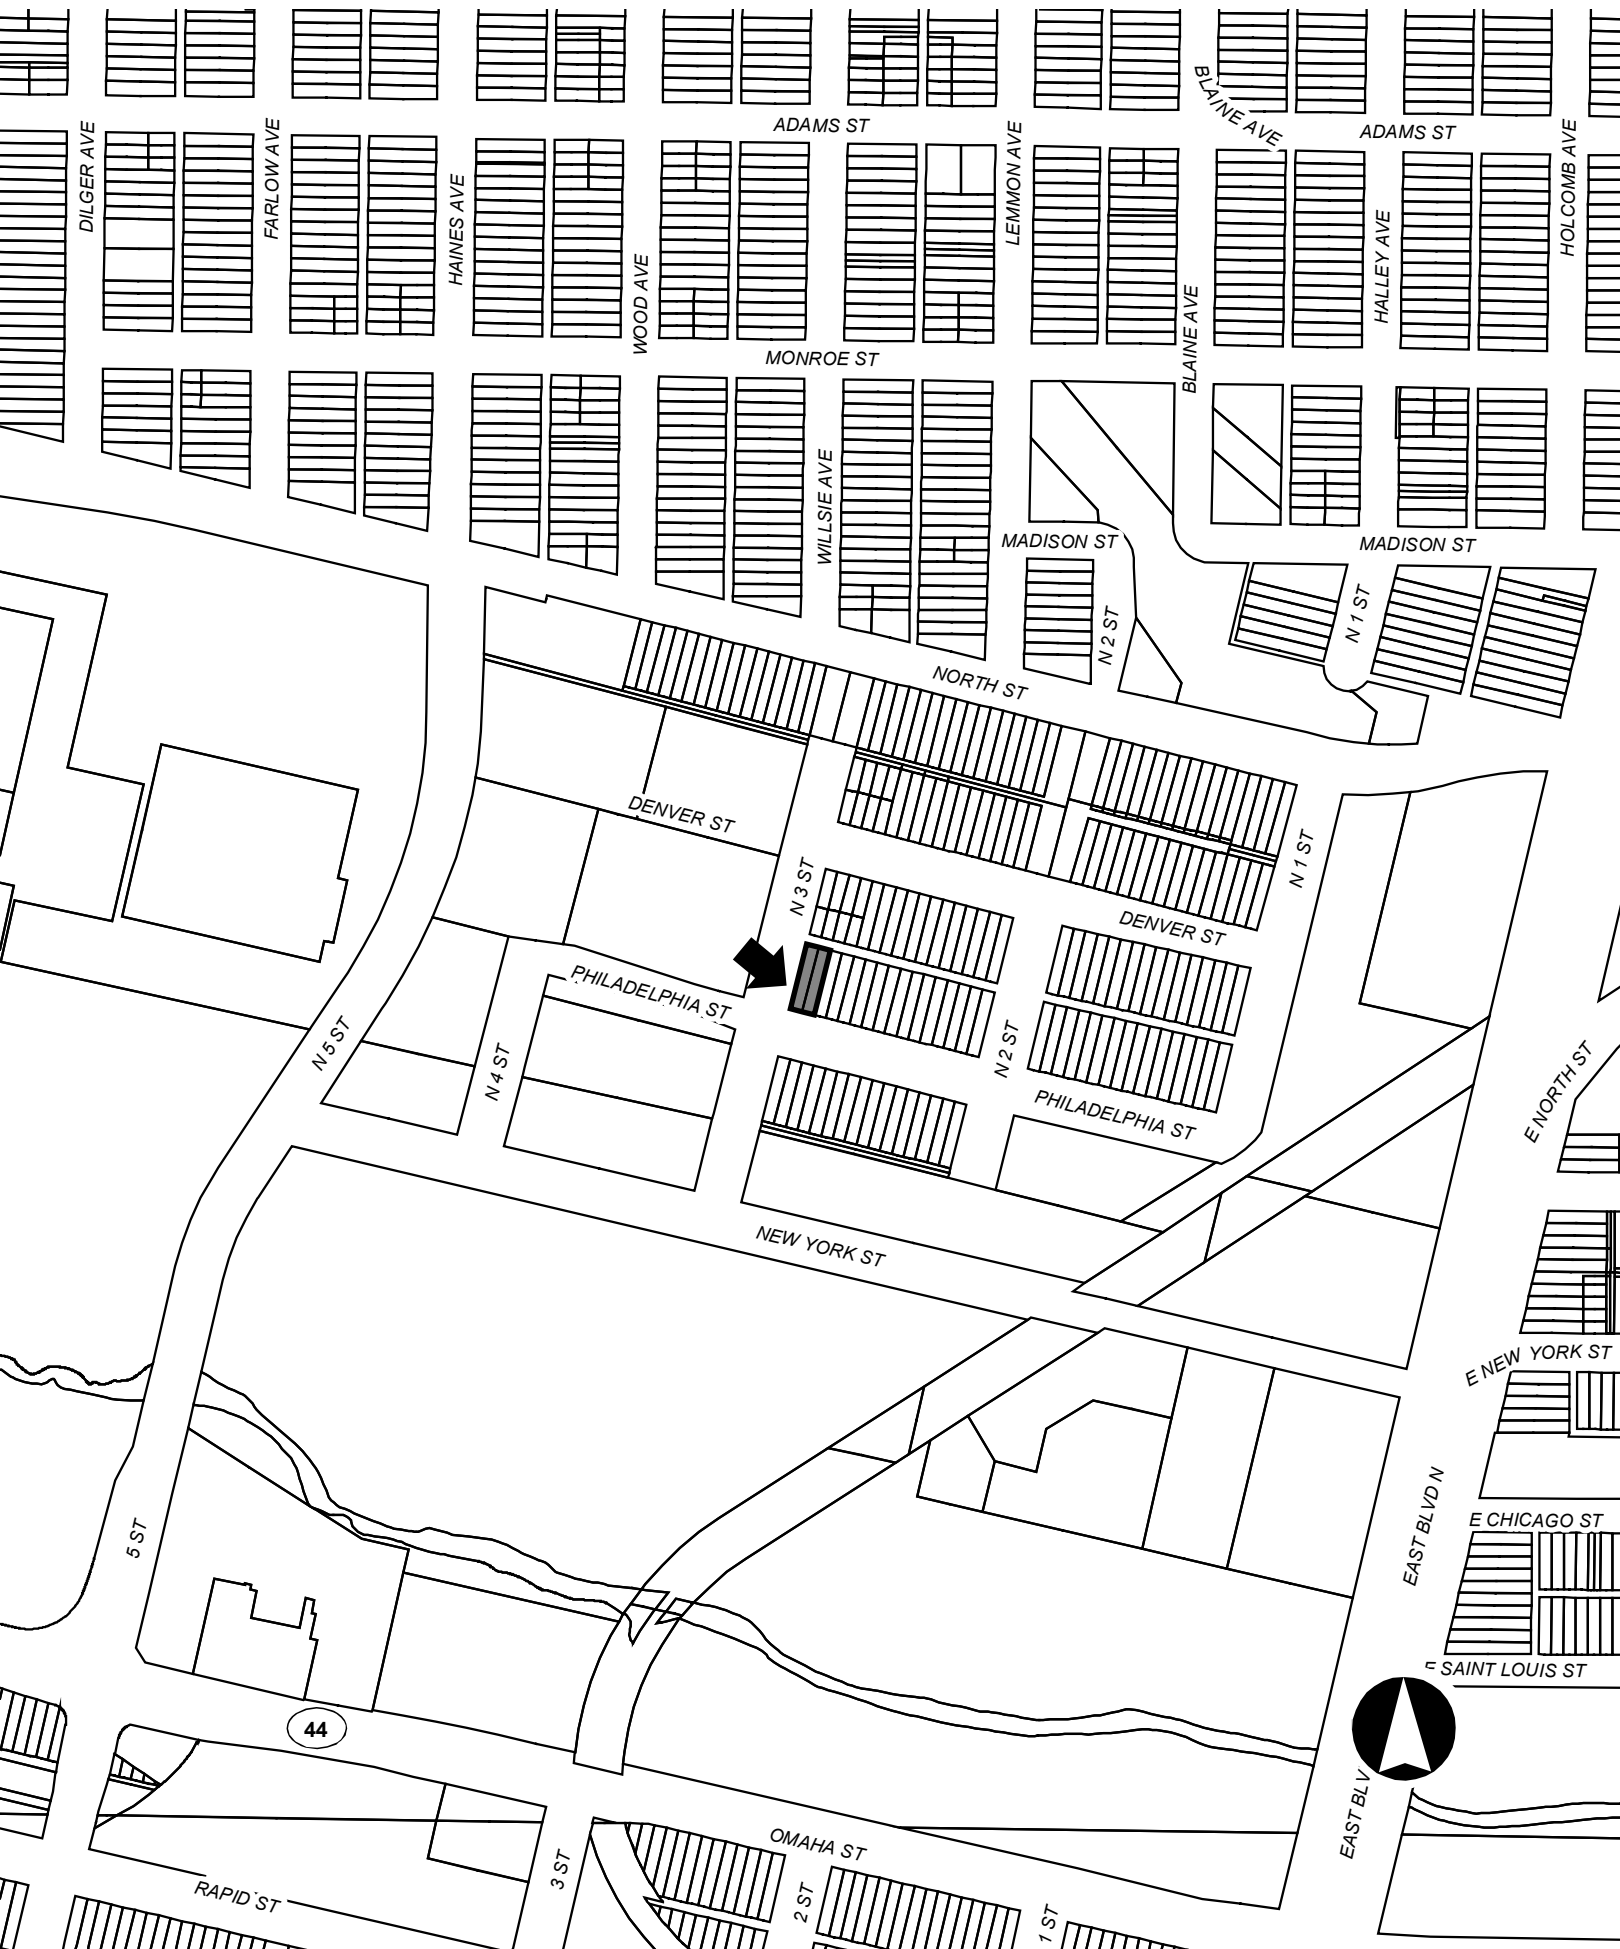 BLAINE AVE
ADAMS ST
ADAMS ST
DILGER AVE
FARLOW AVE
HAINES AVE
LEMMON AVE
HOLCOMB AVE
HALLEY AVE
WOOD AVE
BLAINE AVE
MONROE ST
WILLSIE AVE
MADISON ST
MADISON ST
N 1 ST
N 2 ST
NORTH ST
DENVER ST
N 1 ST
N 3 ST
DENVER ST
PHILADELPHIA ST
N 5 ST
N 4 ST
N 2 ST
E NORTH ST
PHILADELPHIA ST
NEW YORK ST
E NEW YORK ST
EAST BLVD N
E CHICAGO ST
5 ST
E SAINT LOUIS ST
44
EAST BLV
OMAHA ST
3 ST
RAPID ST
2 ST
1 ST